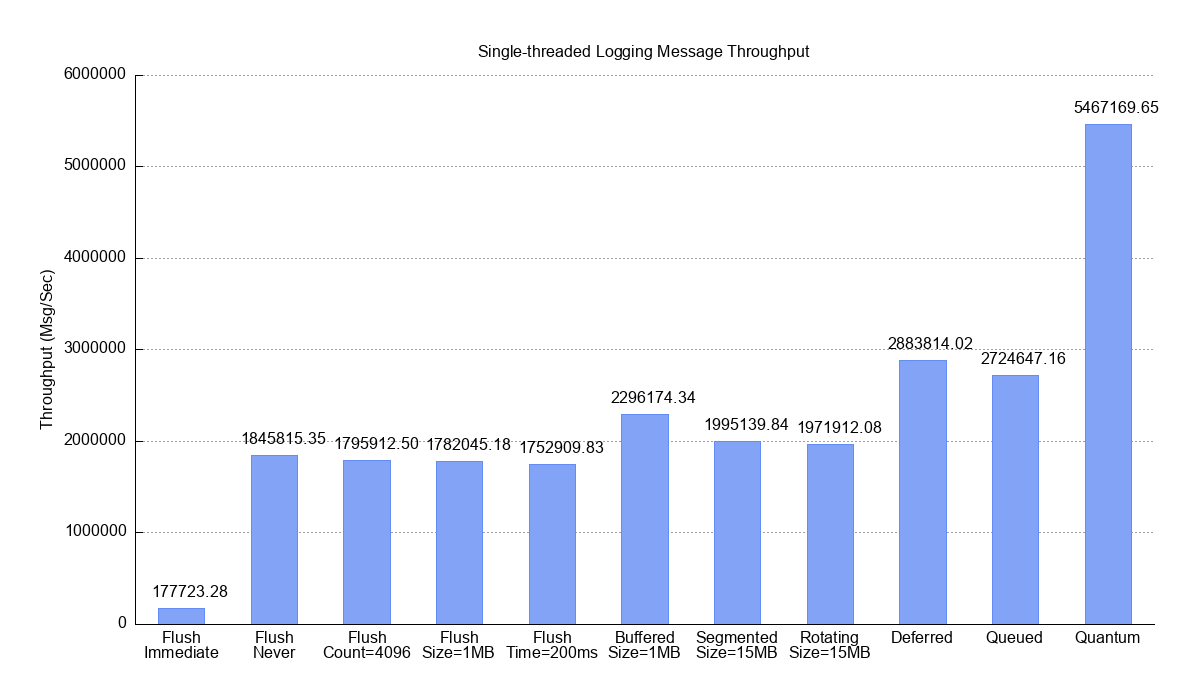 Single-threaded Logging Message Throughput
Throughput (Msg/Sec)
6000000
5000000
4000000
3000000
2000000
1000000
0
177723.28
1845815.35
1795912.50
1782045.18
1752909.83
2296174.34
1995139.84
1971912.08
2883814.02
2724647.16
5467169.65
Flush
Immediate
Flush
Never
Flush
Count=4096
Flush
Size=1MB
Flush
Time=200ms
Buffered
Size=1MB
Segmented
Size=15MB
Rotating
Size=15MB
Deferred
Queued
Quantum